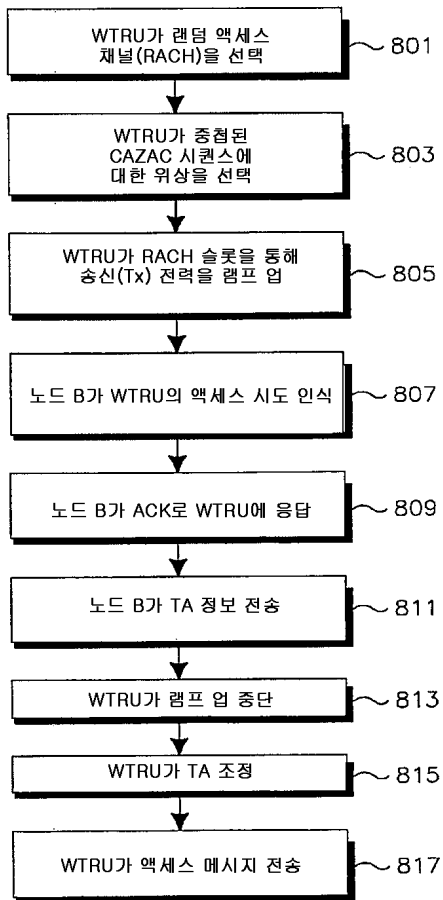 WTRU가 랜덤 액세스
채널(RACH)을 선택
801
WTRU가 중첩된
CAZAC 시퀀스에
대한 위상을 선택
803
WTRU가 RACH 슬롯을 통해
송신(Tx) 전력을 램프 업
805
노드 B가 WTRU의 액세스 시도 인식
807
노드 B가 ACK로 WTRU에 응답
809
노드 B가 TA 정보 전송
811
WTRU가 램프 업 중단
813
WTRU가 TA 조정
815
WTRU가 액세스 메시지 전송
817